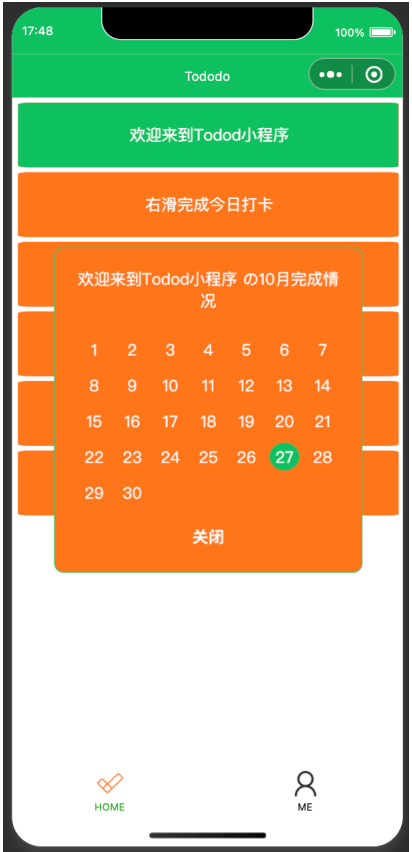 17:48
100%
Tododo
欢迎来到Todod小程序
右滑完成今日打卡
欢迎来到Todod小程序 の10月完成情
况
1 2 3 4 5 6 7
8 9 10 11 12 13 14
15 16 17 18 19 20 21
22 23 24 25 26 27 28
29 30
关闭
HOME
ME